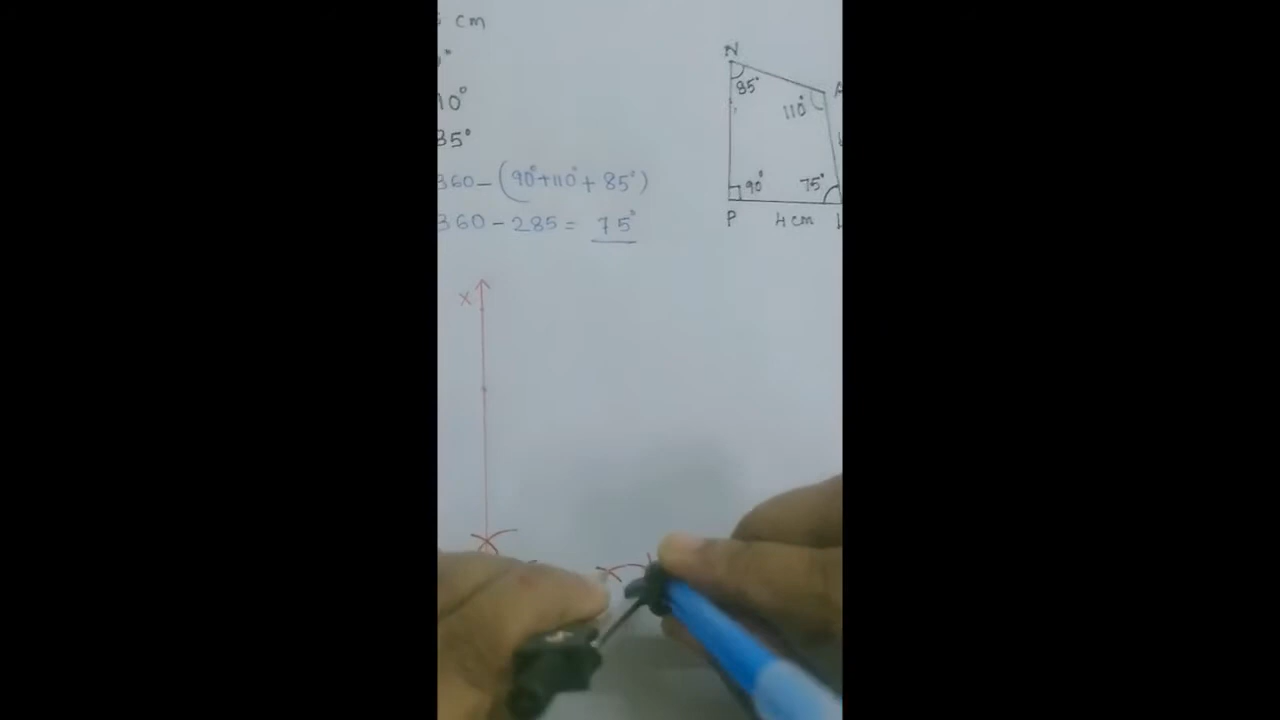 cm
10°
85°
360 - (90° + 110° + 85°)
360 - 285 = 75°
N
85°
A
110°
90°
75°
P
4 cm
L
X